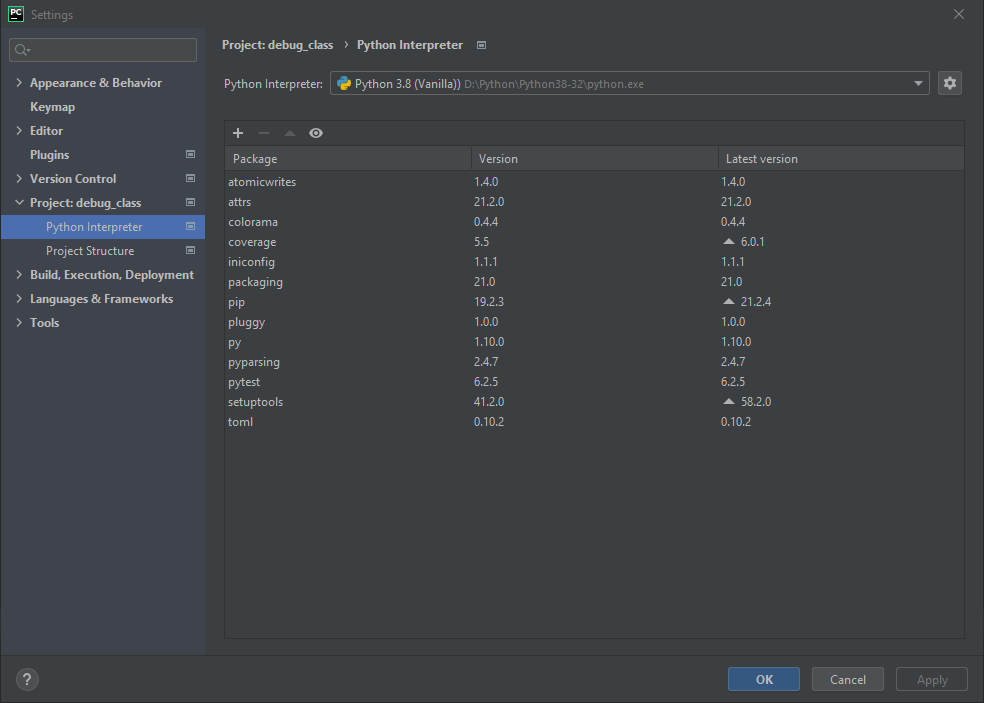 PC Settings
Project: debug_class › Python Interpreter
Appearance & Behavior
Keymap
Editor
Plugins
Version Control
Project: debug_class
Python Interpreter
Project Structure
Build, Execution, Deployment
Languages & Frameworks
Tools
Python Interpreter: Python 3.8 (Vanilla)) D:\Python\Python38-32\python.exe
Package Version Latest version
atomicwrites 1.4.0 1.4.0
attrs 21.2.0 21.2.0
colorama 0.4.4 0.4.4
coverage 5.5 6.0.1
iniconfig 1.1.1 1.1.1
packaging 21.0 21.0
pip 19.2.3 21.2.4
pluggy 1.0.0 1.0.0
py 1.10.0 1.10.0
pyparsing 2.4.7 2.4.7
pytest 6.2.5 6.2.5
setuptools 41.2.0 58.2.0
toml 0.10.2 0.10.2
? OK Cancel Apply